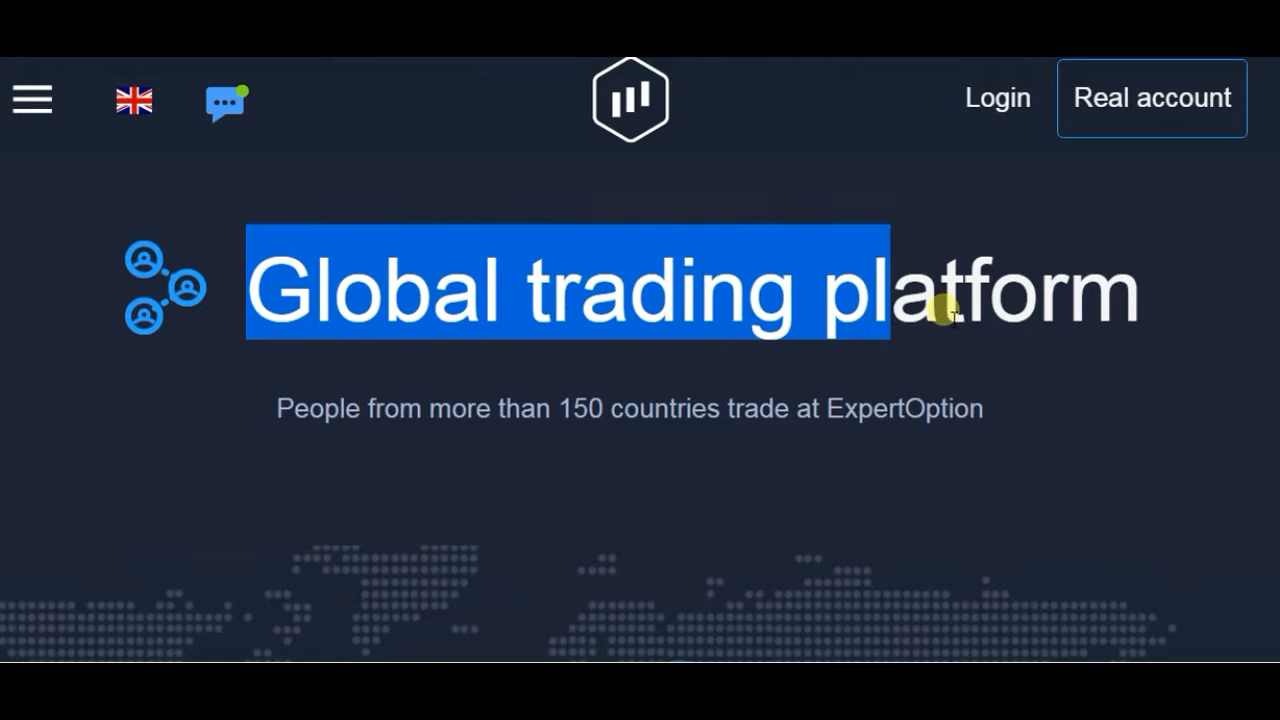 Login
Real account
Global trading platform
People from more than 150 countries trade at ExpertOption